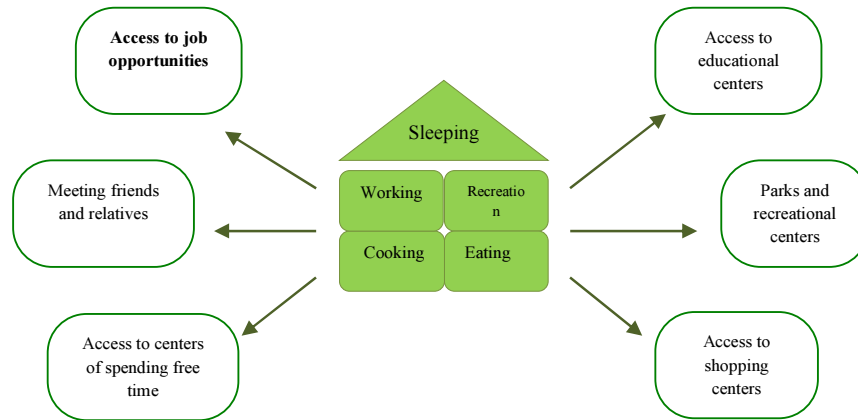 Access to job
opportunities
Access to
educational
centers
Sleeping
Working
Recreatio
n
Meeting friends
and relatives
Parks and
recreational
centers
Cooking
Eating
Access to centers
of spending free
time
Access to
shopping
centers